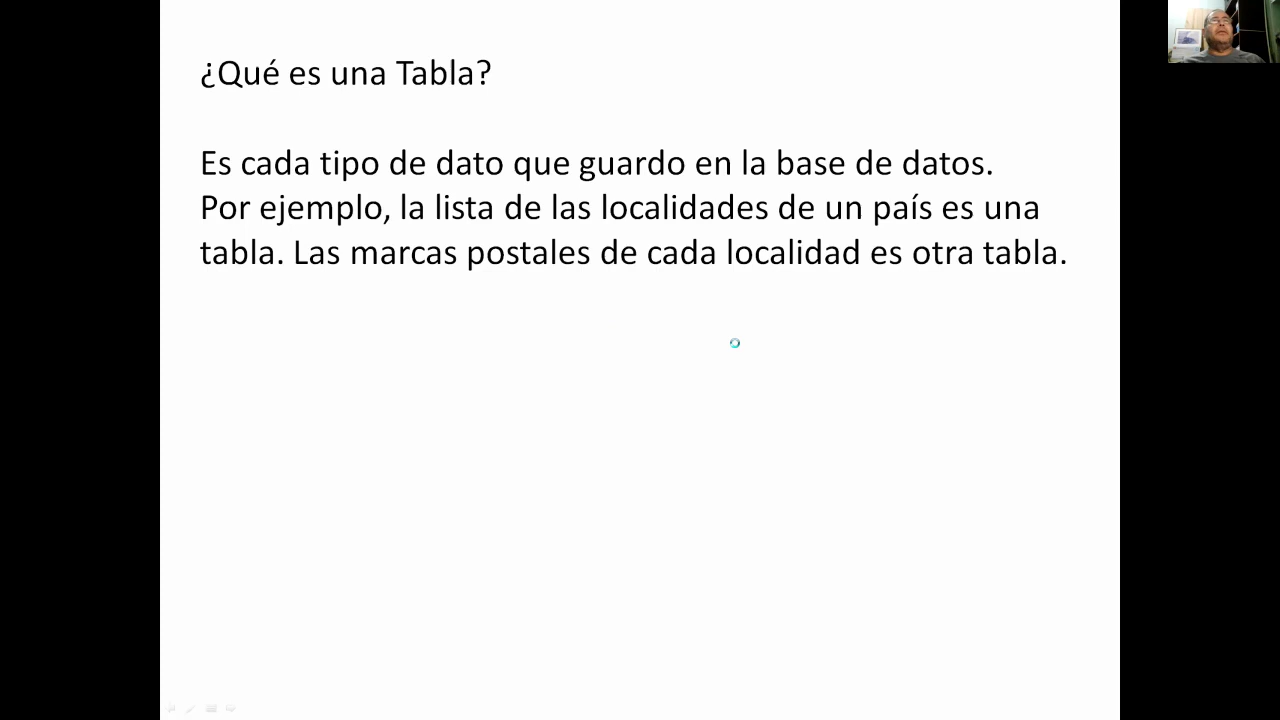 ¿Qué es una Tabla?
Es cada tipo de dato que guardo en la base de datos.
Por ejemplo, la lista de las localidades de un país es una
tabla. Las marcas postales de cada localidad es otra tabla.